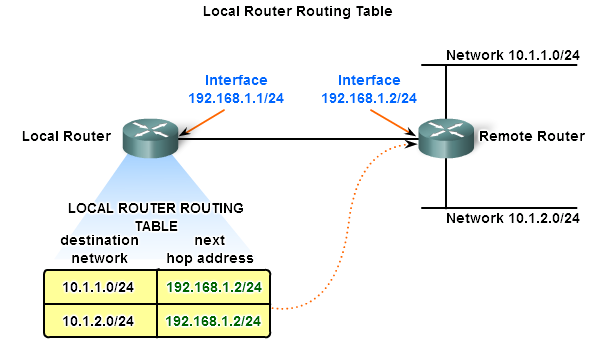 Local Router Routing Table
Network 10.1.1.0/24
Interface
192.168.1.1/24
Interface
192.168.1.2/24
Local Router
Remote Router
LOCAL ROUTER ROUTING
TABLE
destination
network
next
hop address
10.1.1.0/24
192.168.1.2/24
10.1.2.0/24
192.168.1.2/24
Network 10.1.2.0/24